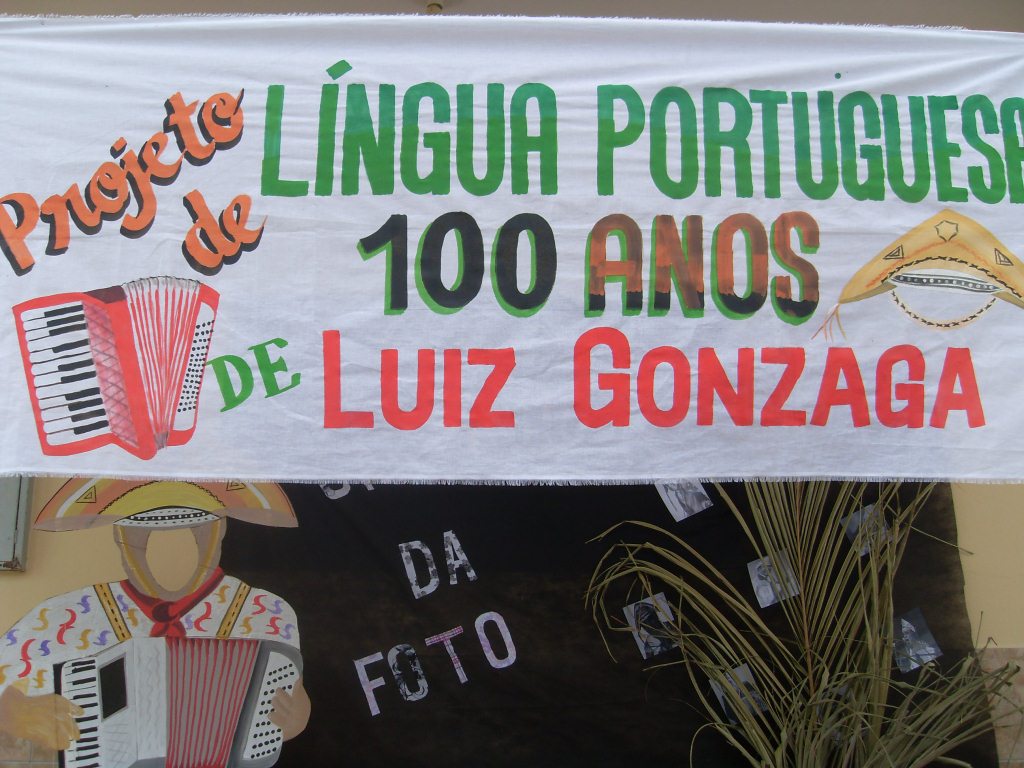 Projeto de
LÍNGUA PORTUGUESA
100 ANOS
DE LUIZ GONZAGA
DA
FOTO